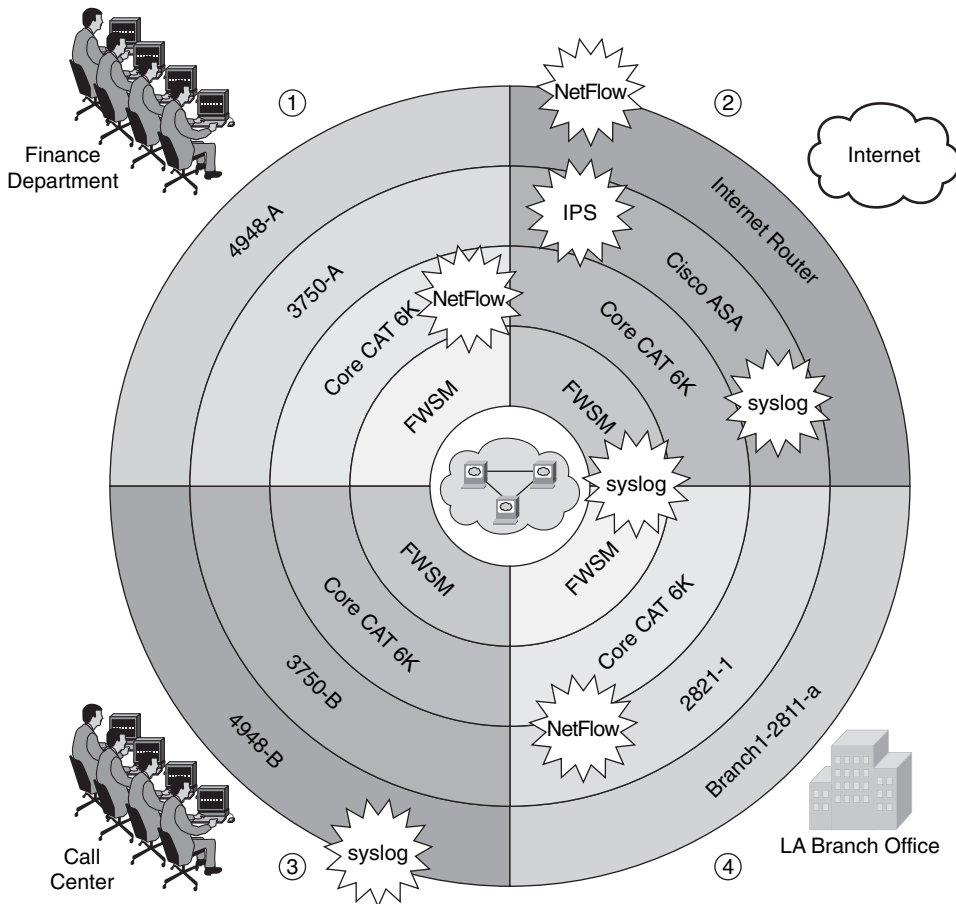 ①
NetFlow
②
Finance
Department
Internet
4948-A
3750-A
Core CAT 6K
NetFlow
FWSM
IPS
Internet Router
Cisco ASA
Core CAT 6K
FWSM
syslog
syslog
FWSM
Core CAT 6K
3750-B
4948-B
FWSM
Core CAT 6K
2821-1
Branch1-2811-a
NetFlow
Call
Center
③
syslog
④
LA Branch Office